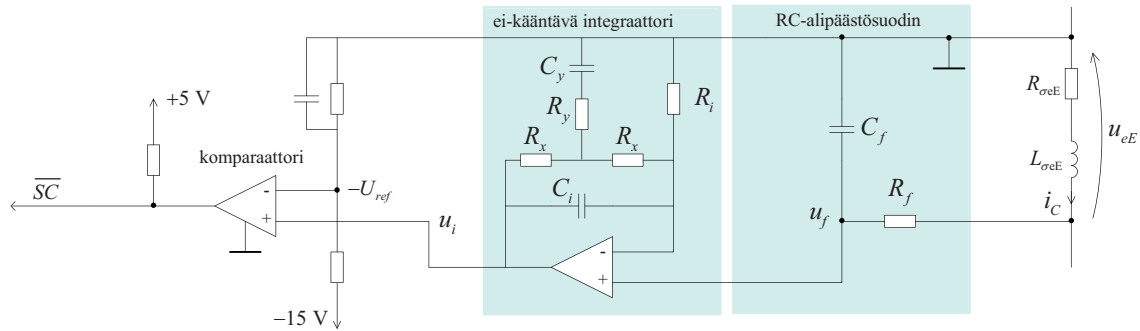 ei-kääntävä integraattori
RC-alipäästösuodin
C_y
R_σeE
+5 V
R_y
R_i
u_eE
R_x
R_x
C_f
komparaattori
L_σeE
SC
-
–U_ref
C_i
R_f
i_C
+
u_i
u_f
-
+
–15 V